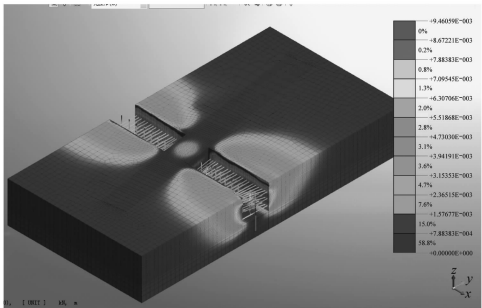 +9.46059E-003
0%
+8.67221E-003
0.2%
+7.88383E-003
0.8%
+7.09545E-003
1.3%
+6.30706E-003
2.0%
+5.51868E-003
2.8%
+4.73030E-003
3.1%
+3.94191E-003
3.6%
+3.15353E-003
4.7%
+2.36515E-003
7.6%
+1.57677E-003
15.0%
+7.88383E-004
58.8%
+0.00000E+000
z
y
x
[ UNIT ] kN, m